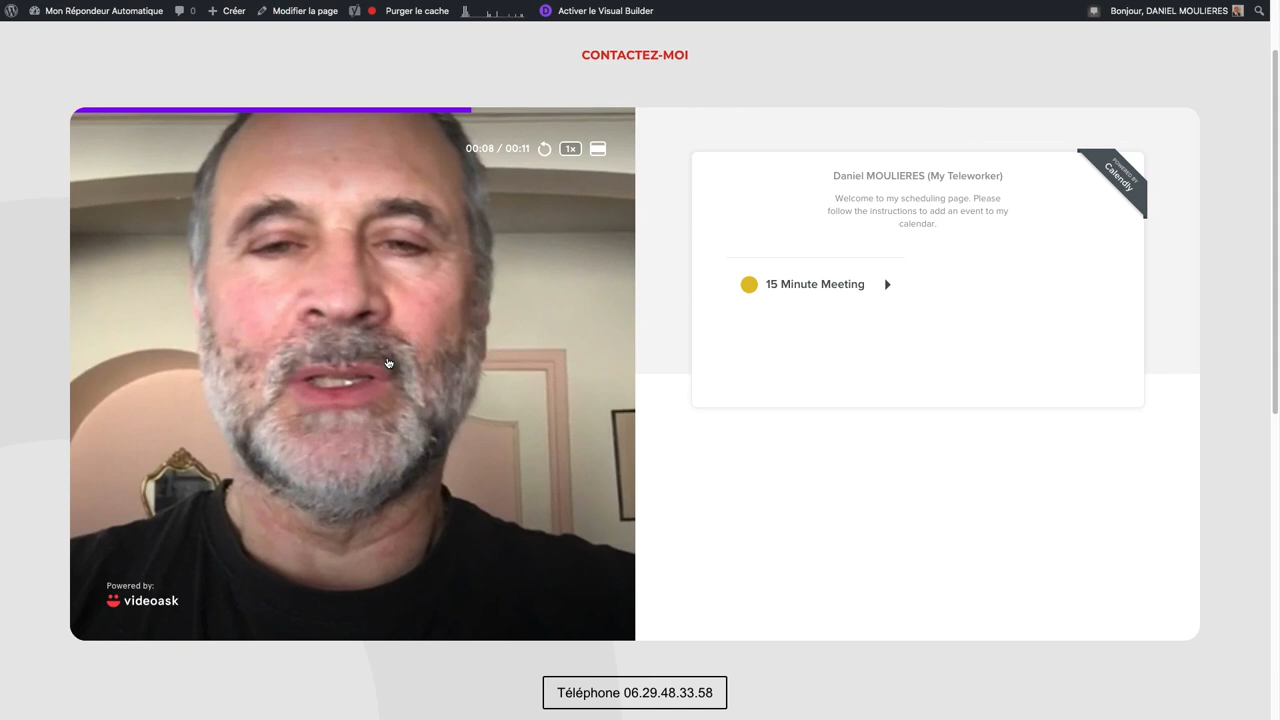 Mon Répondeur Automatique 0 Créer Modifier la page Purger le cache D Activer le Visual Builder Bonjour, DANIEL MOULIERES
CONTACTEZ-MOI
00:08 / 00:11 1x
POWERED BY
Calendly
Daniel MOULIERES (My Teleworker)
Welcome to my scheduling page. Please
follow the instructions to add an event to my
calendar.
15 Minute Meeting
Powered by:
videoask
Téléphone 06.29.48.33.58